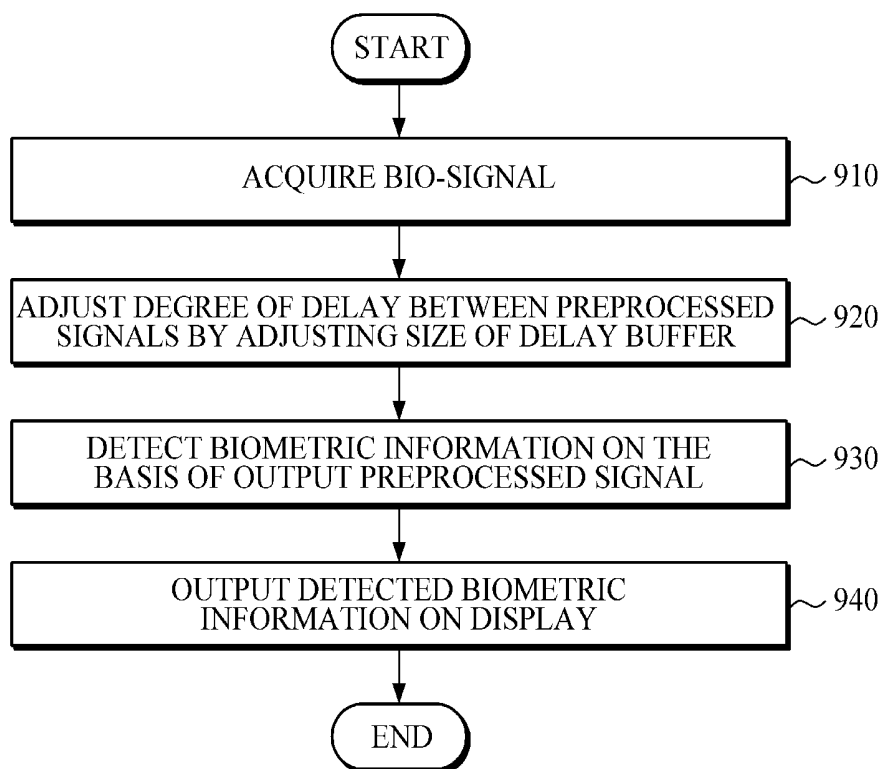 START
ACQUIRE BIO-SIGNAL
910
ADJUST DEGREE OF DELAY BETWEEN PREPROCESSED
SIGNALS BY ADJUSTING SIZE OF DELAY BUFFER
920
DETECT BIOMETRIC INFORMATION ON THE
BASIS OF OUTPUT PREPROCESSED SIGNAL
930
OUTPUT DETECTED BIOMETRIC
INFORMATION ON DISPLAY
940
END